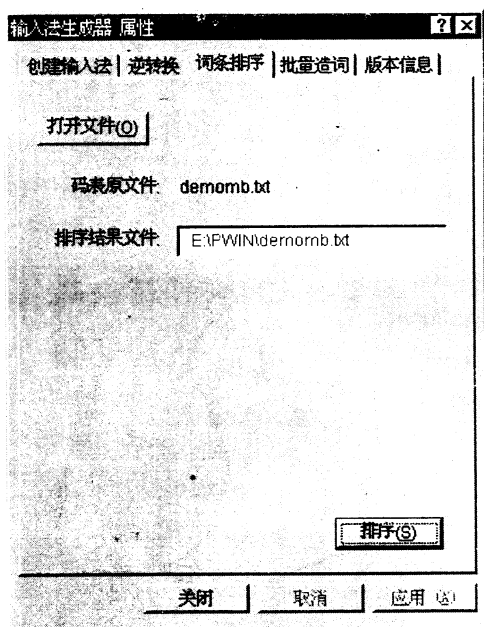 输入法生成器 属性
创建输入法 逆转换 词条排序 批量造词 版本信息
打开文件(O)
码表原文件: demomb.txt
排序结果文件: E:\PWIN\demomb.txt
排序(S)
关闭 取消 应用(A)